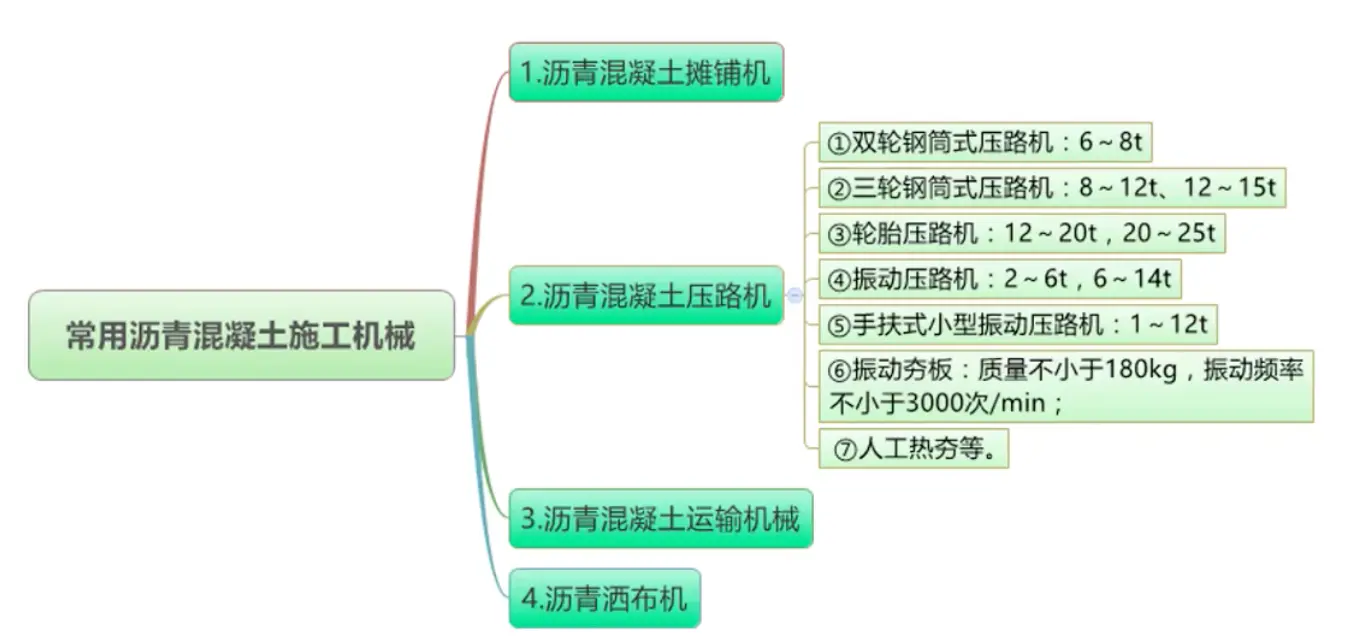 常用沥青混凝土施工机械
1.沥青混凝土摊铺机
2.沥青混凝土压路机
①双轮钢筒式压路机：6～8t
②三轮钢筒式压路机：8～12t、12～15t
③轮胎压路机：12～20t，20～25t
④振动压路机：2～6t，6～14t
⑤手扶式小型振动压路机：1～12t
⑥振动夯板：质量不小于180kg，振动频率
不小于3000次/min；
⑦人工热夯等。
3.沥青混凝土运输机械
4.沥青洒布机